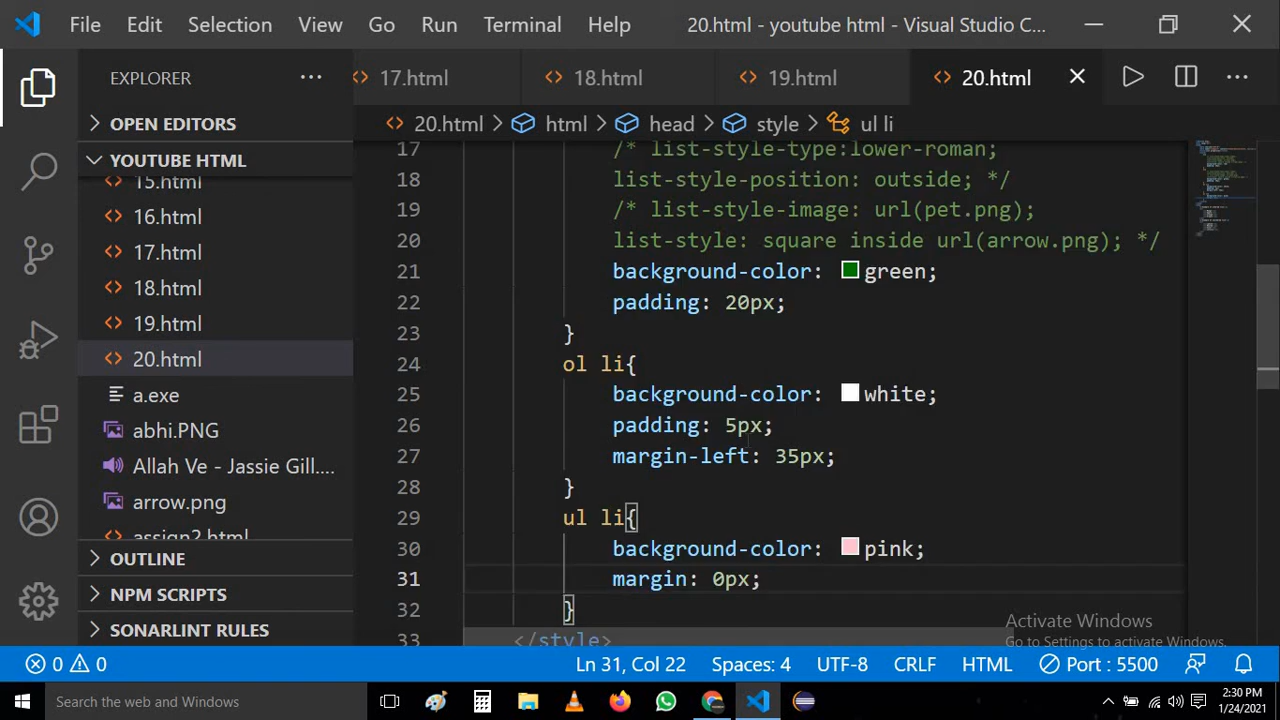 File Edit Selection View Go Run Terminal Help 20.html - youtube html - Visual Studio C...
EXPLORER
17.html 18.html 19.html 20.html
OPEN EDITORS
20.html > html > head > style > ul li
YOUTUBE HTML
15.html
16.html
17.html
18.html
19.html
20.html
a.exe
abhi.PNG
Allah Ve - Jassie Gill....
arrow.png
assign2.html
OUTLINE
NPM SCRIPTS
SONARLINT RULES
17 /* list-style-type:lower-roman;
18 list-style-position: outside; */
19 /* list-style-image: url(pet.png);
20 list-style: square inside url(arrow.png); */
21 background-color: green;
22 padding: 20px;
23 }
24 ol li{
25 background-color: white;
26 padding: 5px;
27 margin-left: 35px;
28 }
29 ul li{
30 background-color: pink;
31 margin: 0px;
32 }
33 </style>
Activate Windows
Go to Settings to activate Windows.
0 0 Ln 31, Col 22 Spaces: 4 UTF-8 CRLF HTML Port : 5500
Search the web and Windows
2:30 PM
1/24/2021